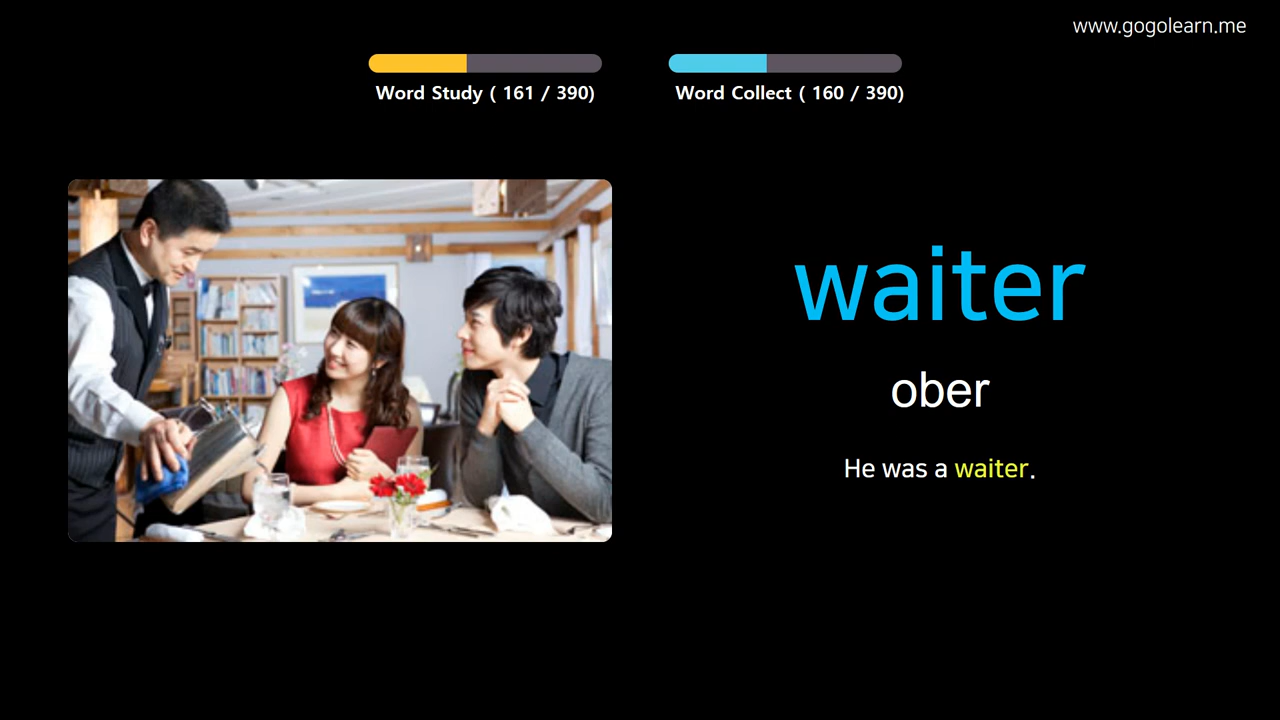 www.gogolearn.me
Word Study ( 161 / 390)
Word Collect ( 160 / 390)
waiter
ober
He was a waiter.